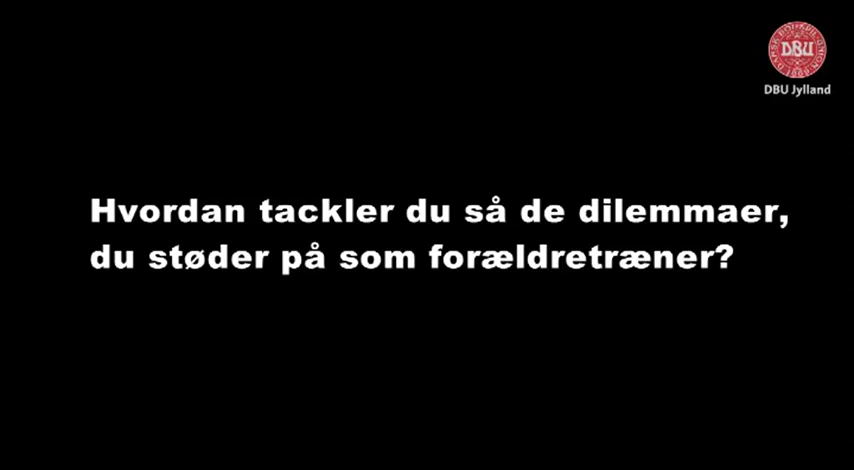 DBU
DBU Jylland
Hvordan tackler du så de dilemmaer,
du støder på som forældretræner?